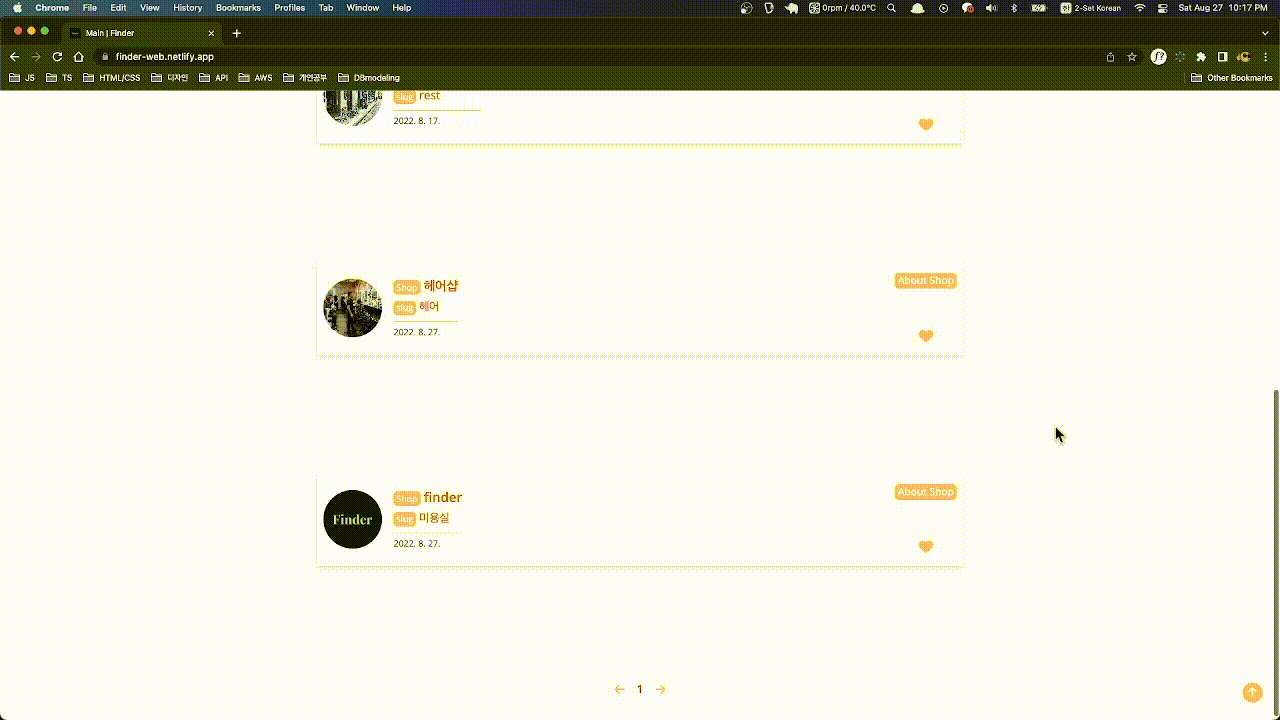 Chrome File Edit View History Bookmarks Profiles Tab Window Help 0rpm / 40.0°C 한 2-Set Korean Sat Aug 27 10:17 PM
Main | Finder
finder-web.netlify.app
JS TS HTML/CSS 디자인 API AWS 개인공부 DBmodeling Other Bookmarks
slug rest
2022. 8. 17.
Shop 헤어샵 About Shop
slug 헤어
2022. 8. 27.
Finder
Shop finder About Shop
slug 미용실
2022. 8. 27.
← 1 →